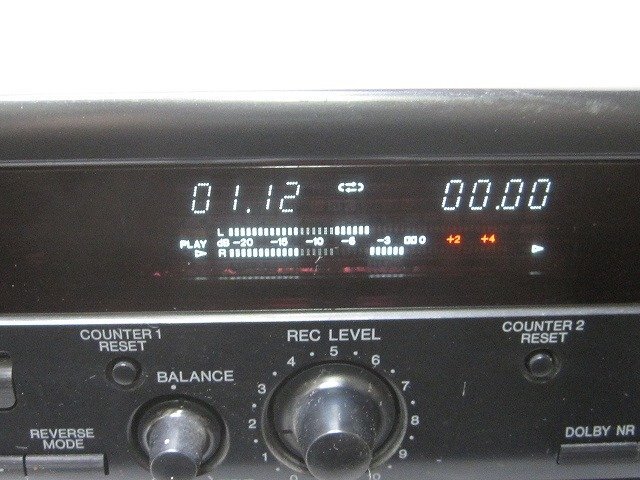 01.12 00.00
L
PLAY dB -20 -15 -10 -6 -3 0 +2 +4
R
COUNTER 1
RESET
REC LEVEL
COUNTER 2
RESET
BALANCE
1 2 3 4 5 6 7 8 9 10
REVERSE
MODE
DOLBY NR